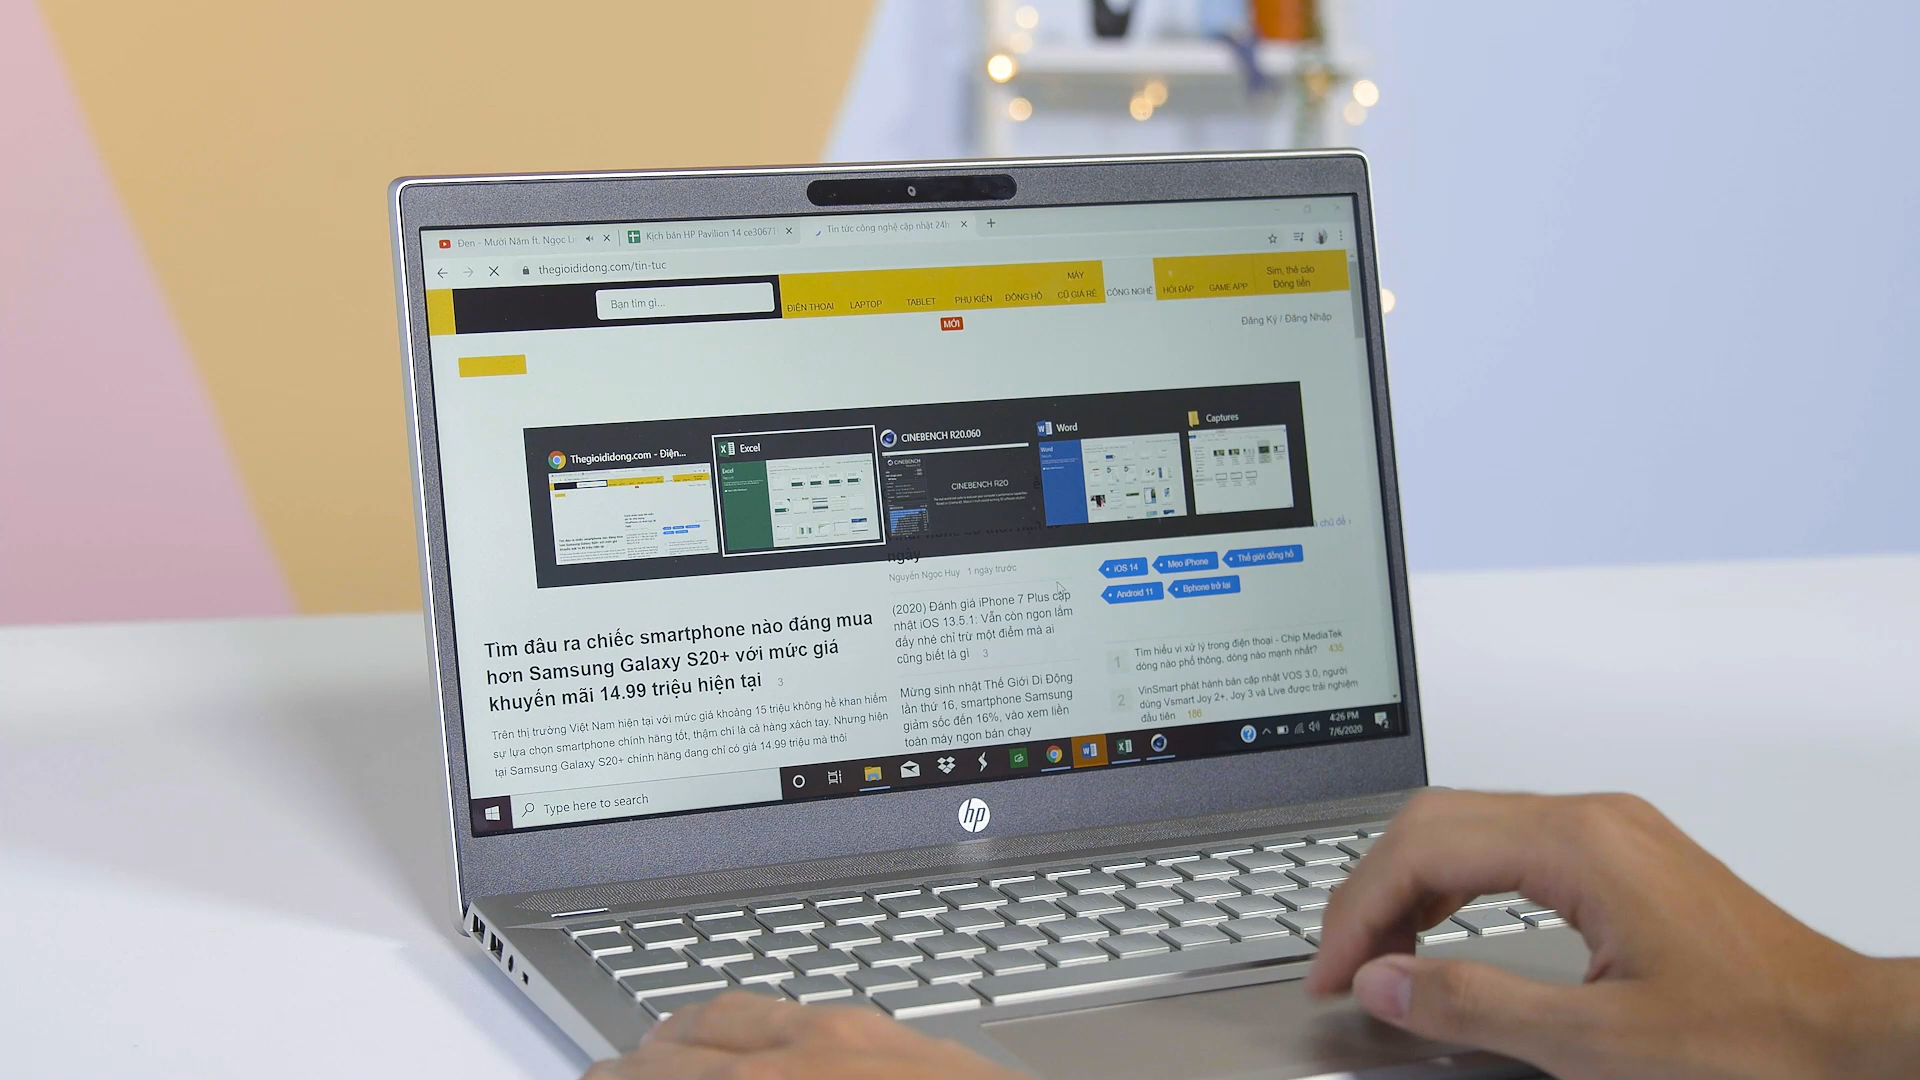 Đen - Mười Năm ft. Ngọc
Kịch bản HP Pavilion 14 ce3067
Tin tức công nghệ cập nhật 24h
thegioididong.com/tin-tuc
Bạn tìm gì...
ĐIỆN THOẠI
LAPTOP
TABLET
PHỤ KIỆN
ĐỒNG HỒ
MÁY
CŨ GIÁ RẺ
CÔNG NGHỆ
HỎI ĐÁP
GAME APP
Sim, thẻ cào
Đóng tiền
MỚI
Đăng Ký / Đăng Nhập
Thegioididong.com - Điện...
Excel
CINEBENCH R20.060
Word
Captures
Excel
CINEBENCH
CINEBENCH R20
Word
chủ đề
ngày
Nguyễn Ngọc Huy 1 ngày trước
iOS 14
Mẹo iPhone
Thế giới đồng hồ
Android 11
Bphone trở lại
Tìm đâu ra chiếc smartphone nào đáng mua
hơn Samsung Galaxy S20+ với mức giá
khuyến mãi 14.99 triệu hiện tại 3
Trên thị trường Việt Nam hiện tại với mức giá khoảng 15 triệu không hề khan hiếm
sự lựa chọn smartphone chính hãng tốt, thậm chí là cả hàng xách tay. Nhưng hiện
tại Samsung Galaxy S20+ chính hãng đang chỉ có giá 14.99 triệu mà thôi
(2020) Đánh giá iPhone 7 Plus cập
nhật iOS 13.5.1: Vẫn còn ngon lắm
đấy nhé chỉ trừ một điểm mà ai
cũng biết là gì 3
Mừng sinh nhật Thế Giới Di Động
lần thứ 16, smartphone Samsung
giảm sốc đến 16%, vào xem liền
toàn máy ngon bán chạy
1 Tìm hiểu vi xử lý trong điện thoại - Chip MediaTek
dòng nào phổ thông, dòng nào mạnh nhất? 435
2 VinSmart phát hành bản cập nhật VOS 3.0, người
dùng Vsmart Joy 2+, Joy 3 và Live được trải nghiệm
đầu tiên 186
Type here to search
4:26 PM
7/6/2020
2
hp